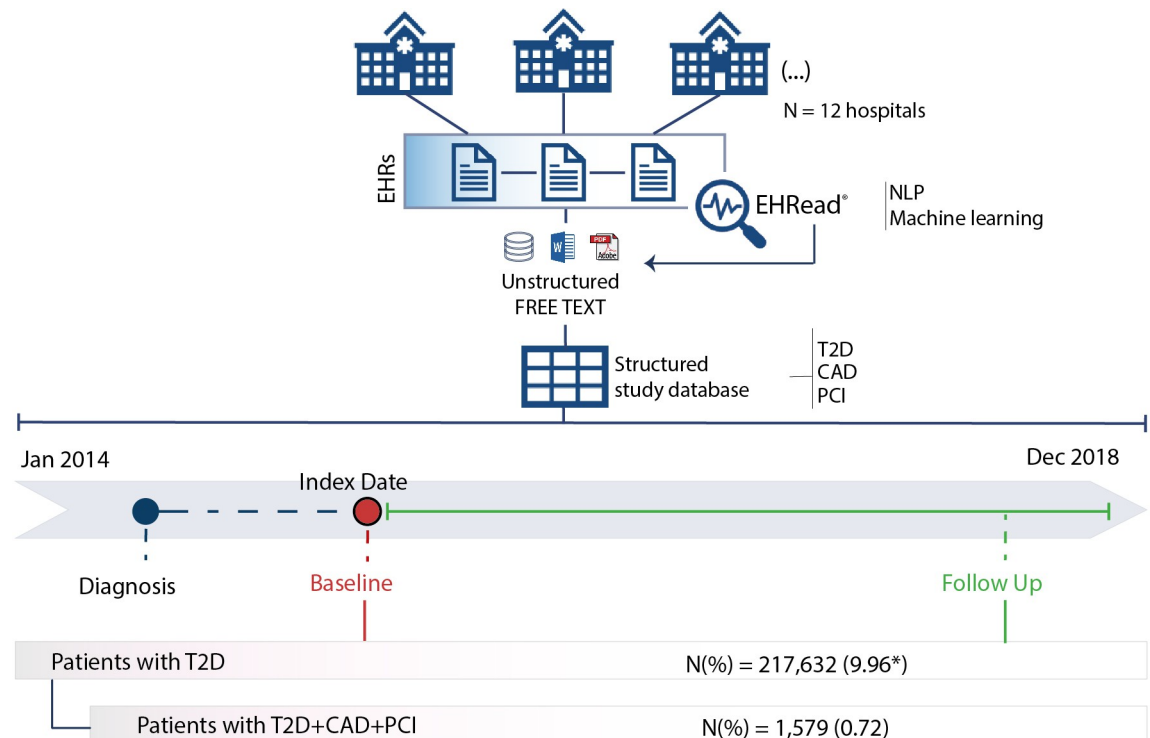 (...)
N = 12 hospitals
EHRs
EHRead®
NLP
Machine learning
W
PDF
Adobe
Unstructured
FREE TEXT
Structured
study database
T2D
CAD
PCI
Jan 2014
Dec 2018
Index Date
Diagnosis
Baseline
Follow Up
Patients with T2D
N(%) = 217,632 (9.96*)
Patients with T2D+CAD+PCI
N(%) = 1,579 (0.72)